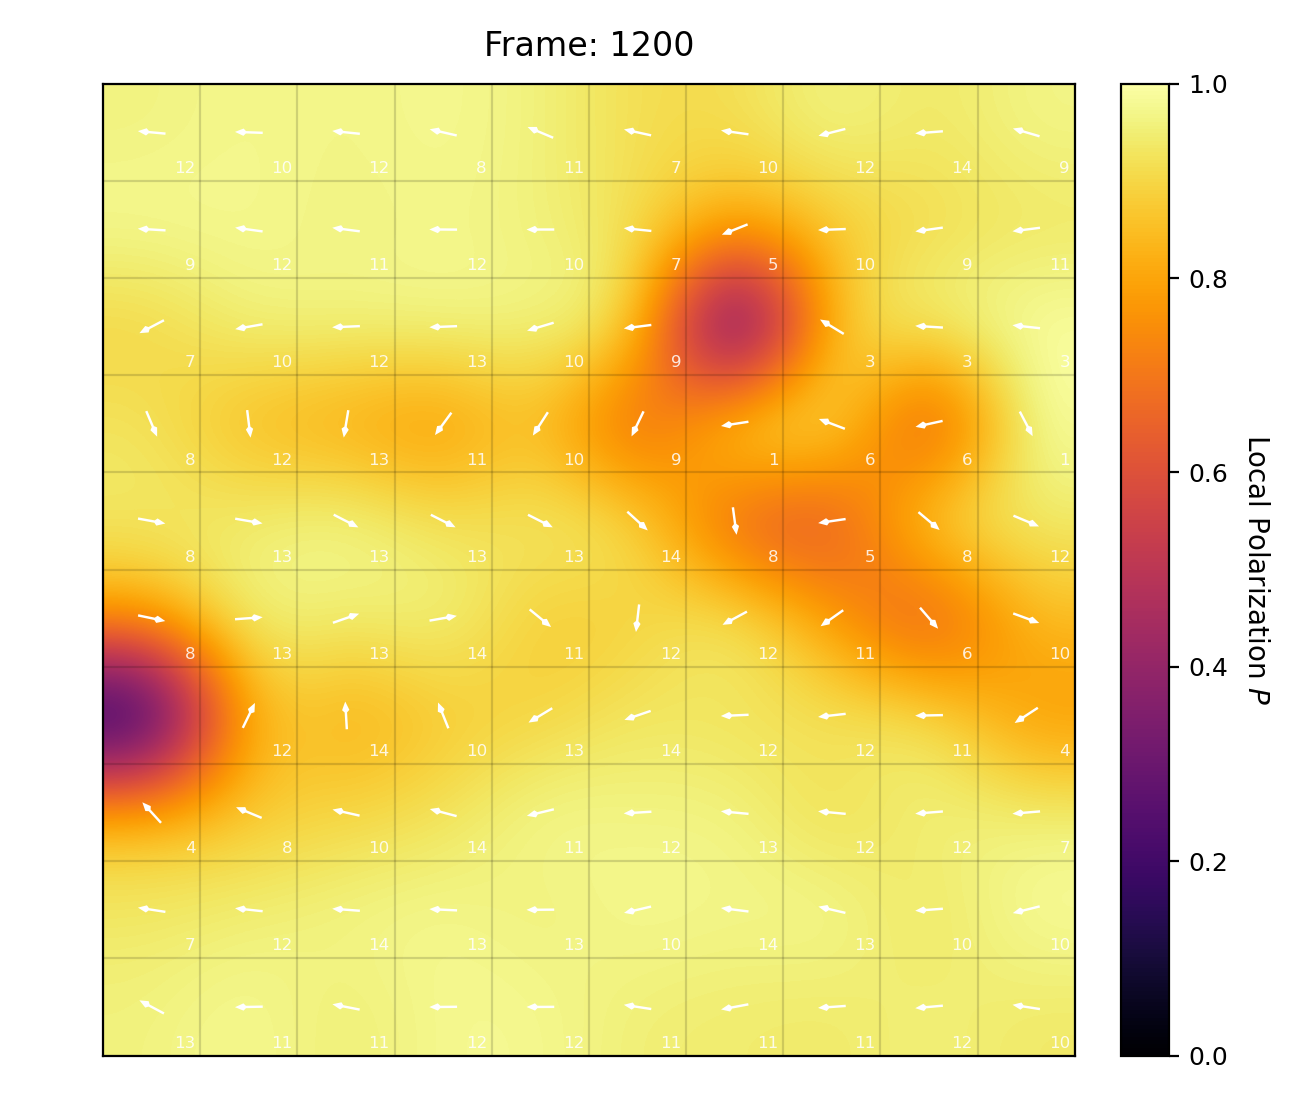 Frame: 1200
12 10 12 8 11 7 10 12 14 9
9 12 11 12 10 7 5 10 9 11
7 10 12 13 10 9 3 3 3
8 12 13 11 10 9 1 6 6 1
8 13 13 13 13 14 8 5 8 12
8 13 13 14 11 12 12 11 6 10
12 14 10 13 14 12 12 11 4
4 8 10 14 11 12 13 12 12 7
7 12 14 13 13 10 14 13 10 10
13 11 11 12 12 11 11 11 12 10
1.0
0.8
0.6
0.4
0.2
0.0
Local Polarization P